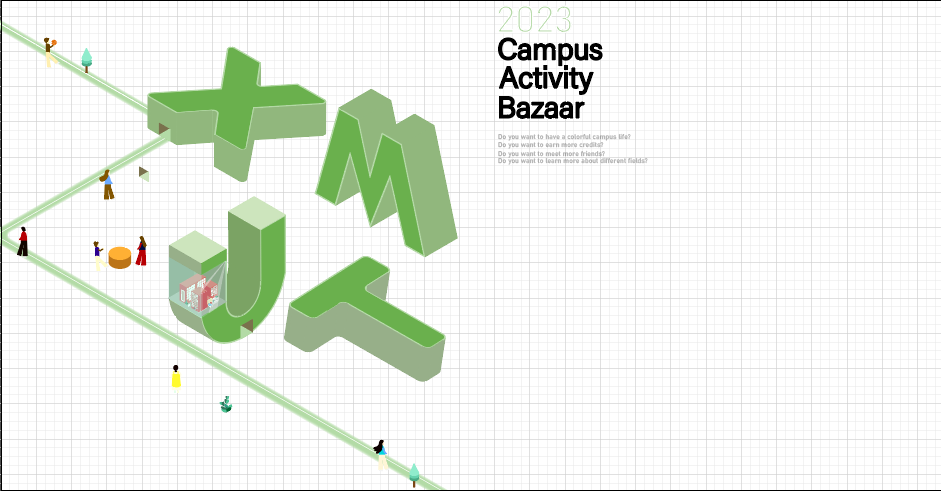 X
M
J
T
2023
Campus
Activity
Bazaar
Do you want to have a colorful campus life?
Do you want to earn more credits?
Do you want to meet more friends?
Do you want to learn more about different fields?